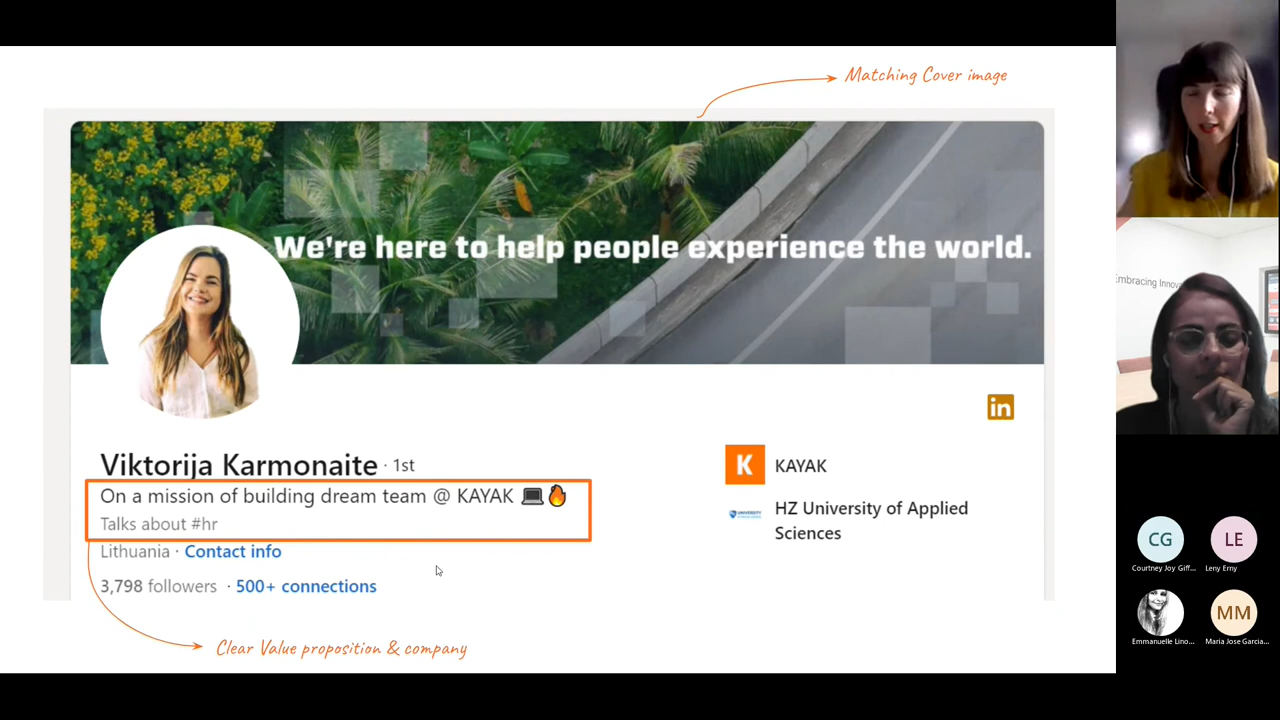 Matching Cover image
We're here to help people experience the world.
in
Viktorija Karmonaite · 1st
On a mission of building dream team @ KAYAK 💻🔥
Talks about #hr
Lithuania · Contact info
3,798 followers · 500+ connections
K KAYAK
HZ University of Applied
Sciences
Clear Value proposition & company
Embracing Innova
CG
LE
Courtney Joy Giff...
Leny Erny
MM
Emmanuelle Lino...
Maria Jose Garcia...